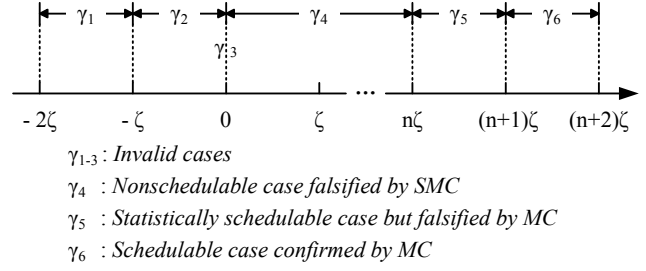 γ1 γ2 γ4 γ5 γ6
γ3
...
- 2ζ - ζ 0 ζ nζ (n+1)ζ (n+2)ζ
γ1-3 : Invalid cases
γ4 : Nonschedulable case falsified by SMC
γ5 : Statistically schedulable case but falsified by MC
γ6 : Schedulable case confirmed by MC